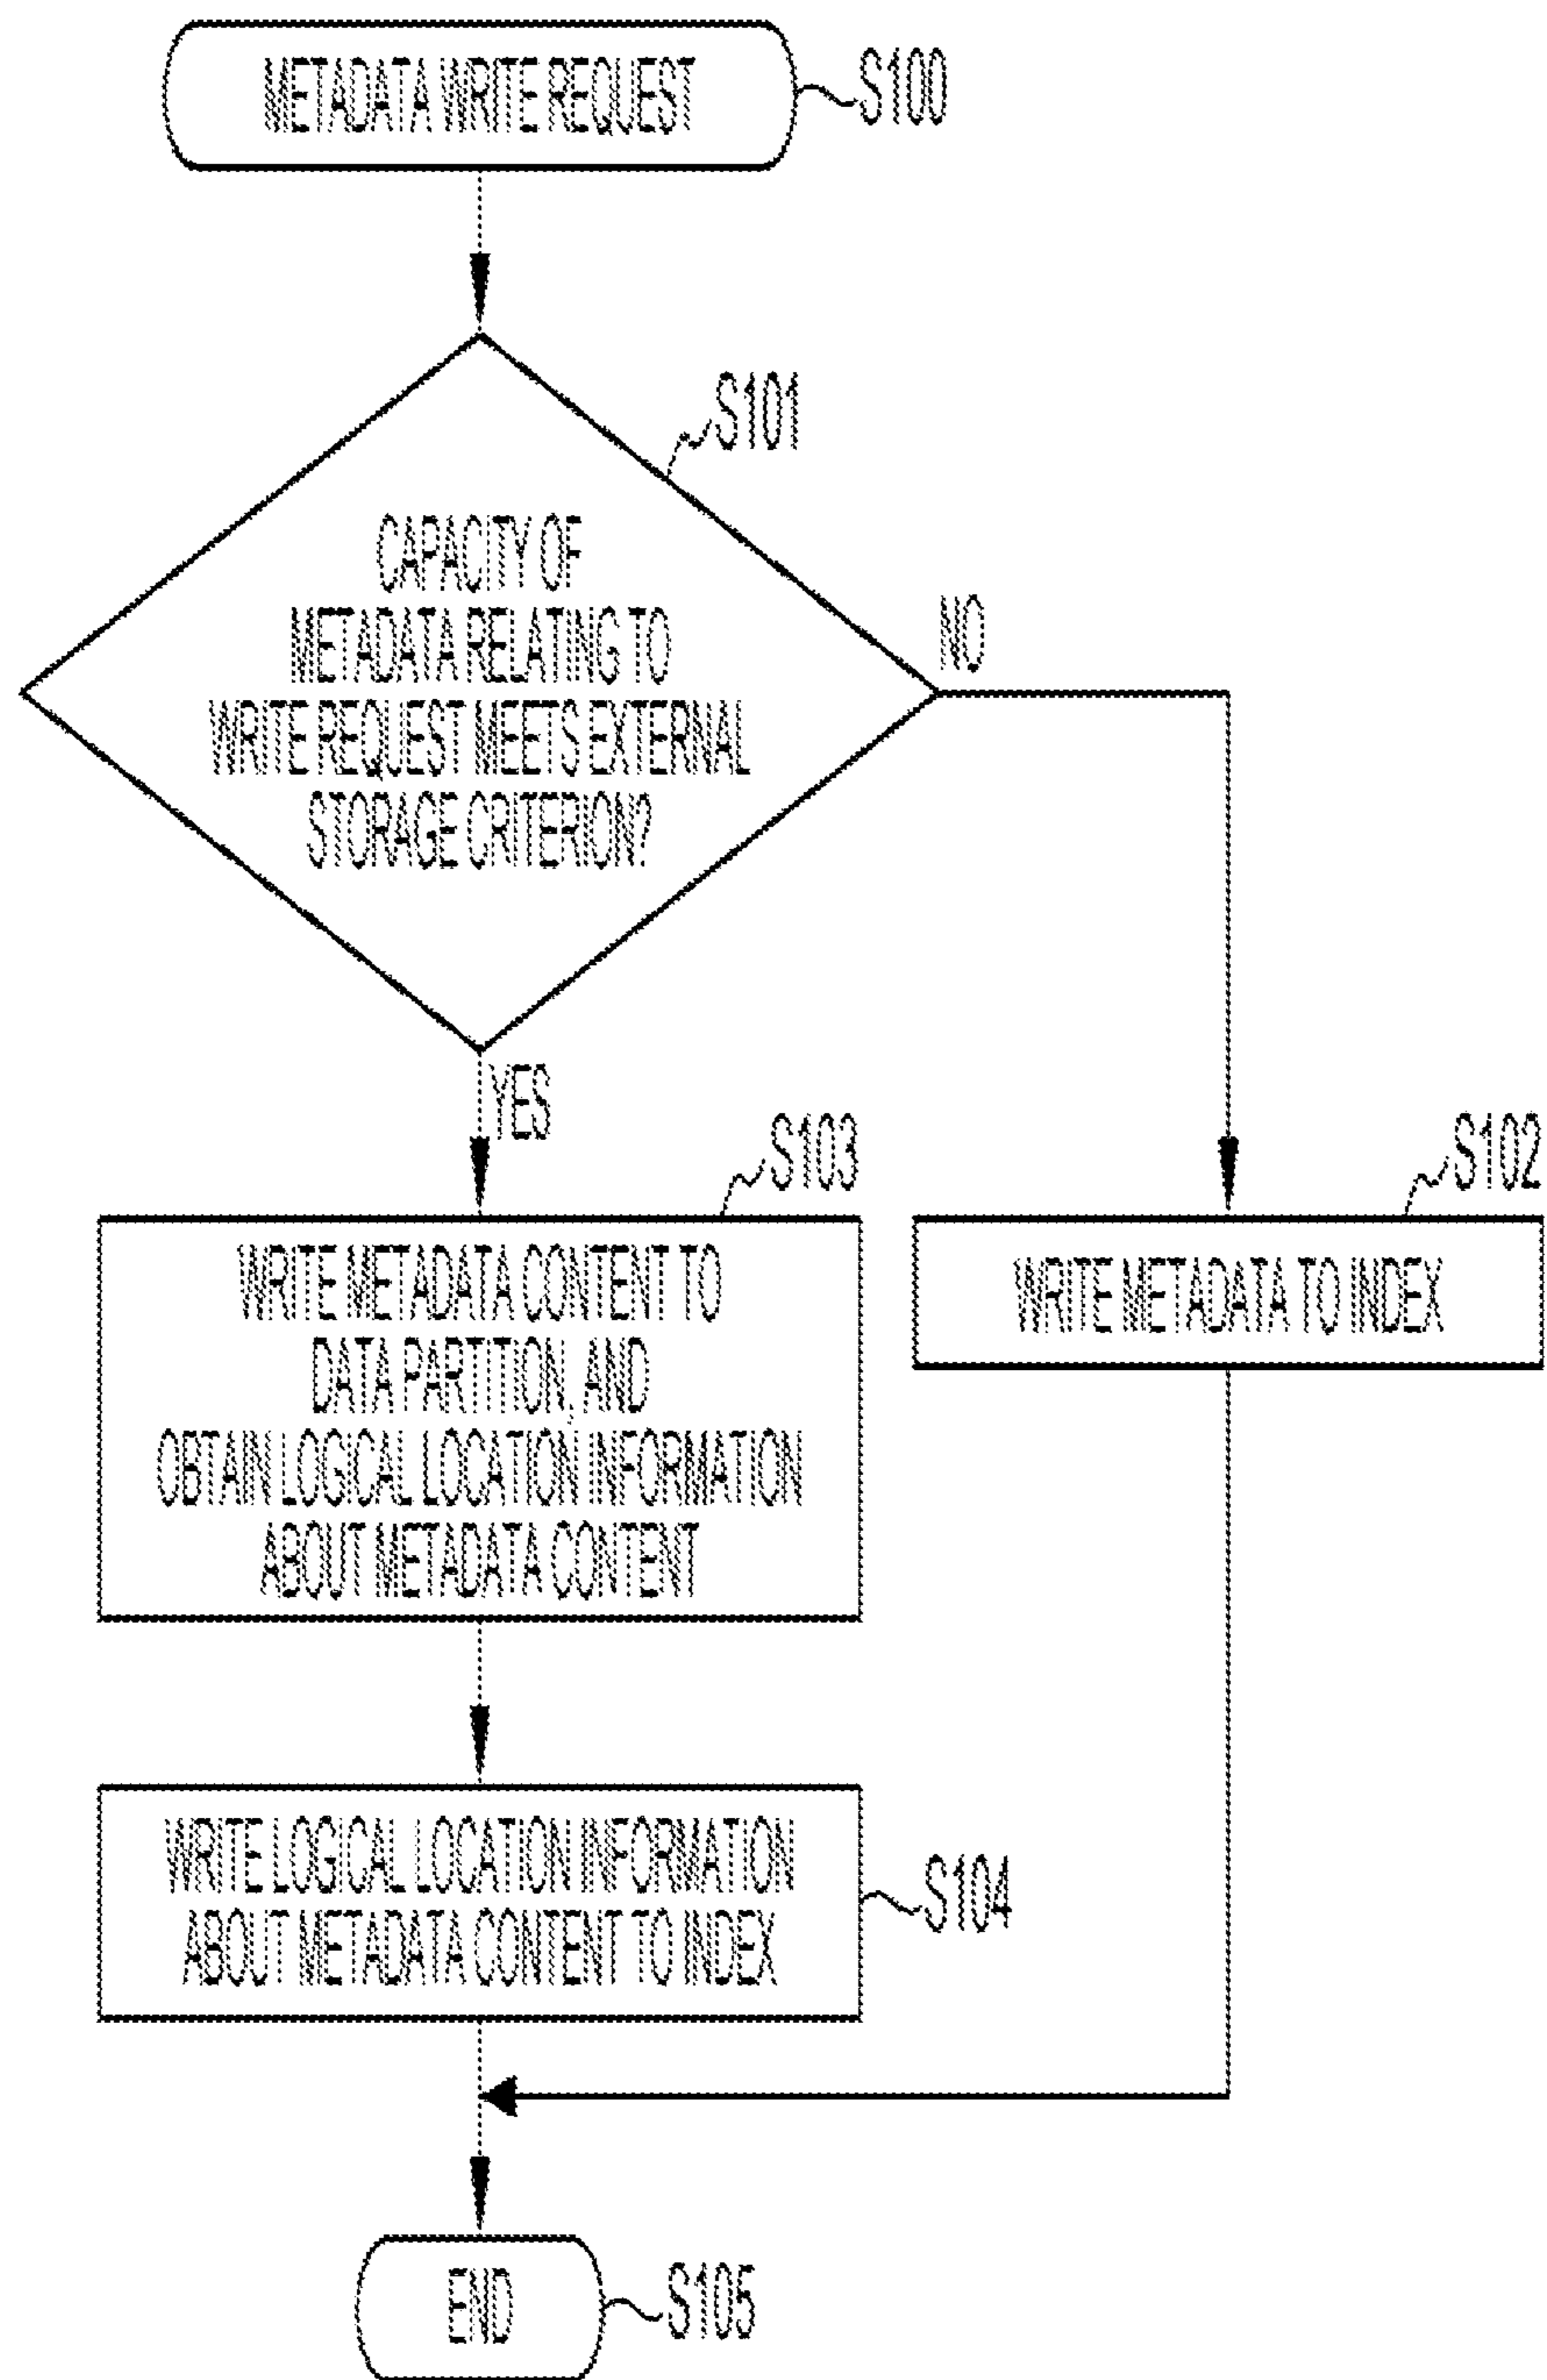 METADATA WRITE REQUEST
S100
S101
CAPACITY OF
METADATA RELATING TO
WRITE REQUEST MEETS EXTERNAL
STORAGE CRITERION?
NO
YES
S103
WRITE METADATA CONTENT TO
DATA PARTITION, AND
OBTAIN LOGICAL LOCATION INFORMATION
ABOUT METADATA CONTENT
S102
WRITE METADATA TO INDEX
WRITE LOGICAL LOCATION INFORMATION
ABOUT METADATA CONTENT TO INDEX
S104
END
S105